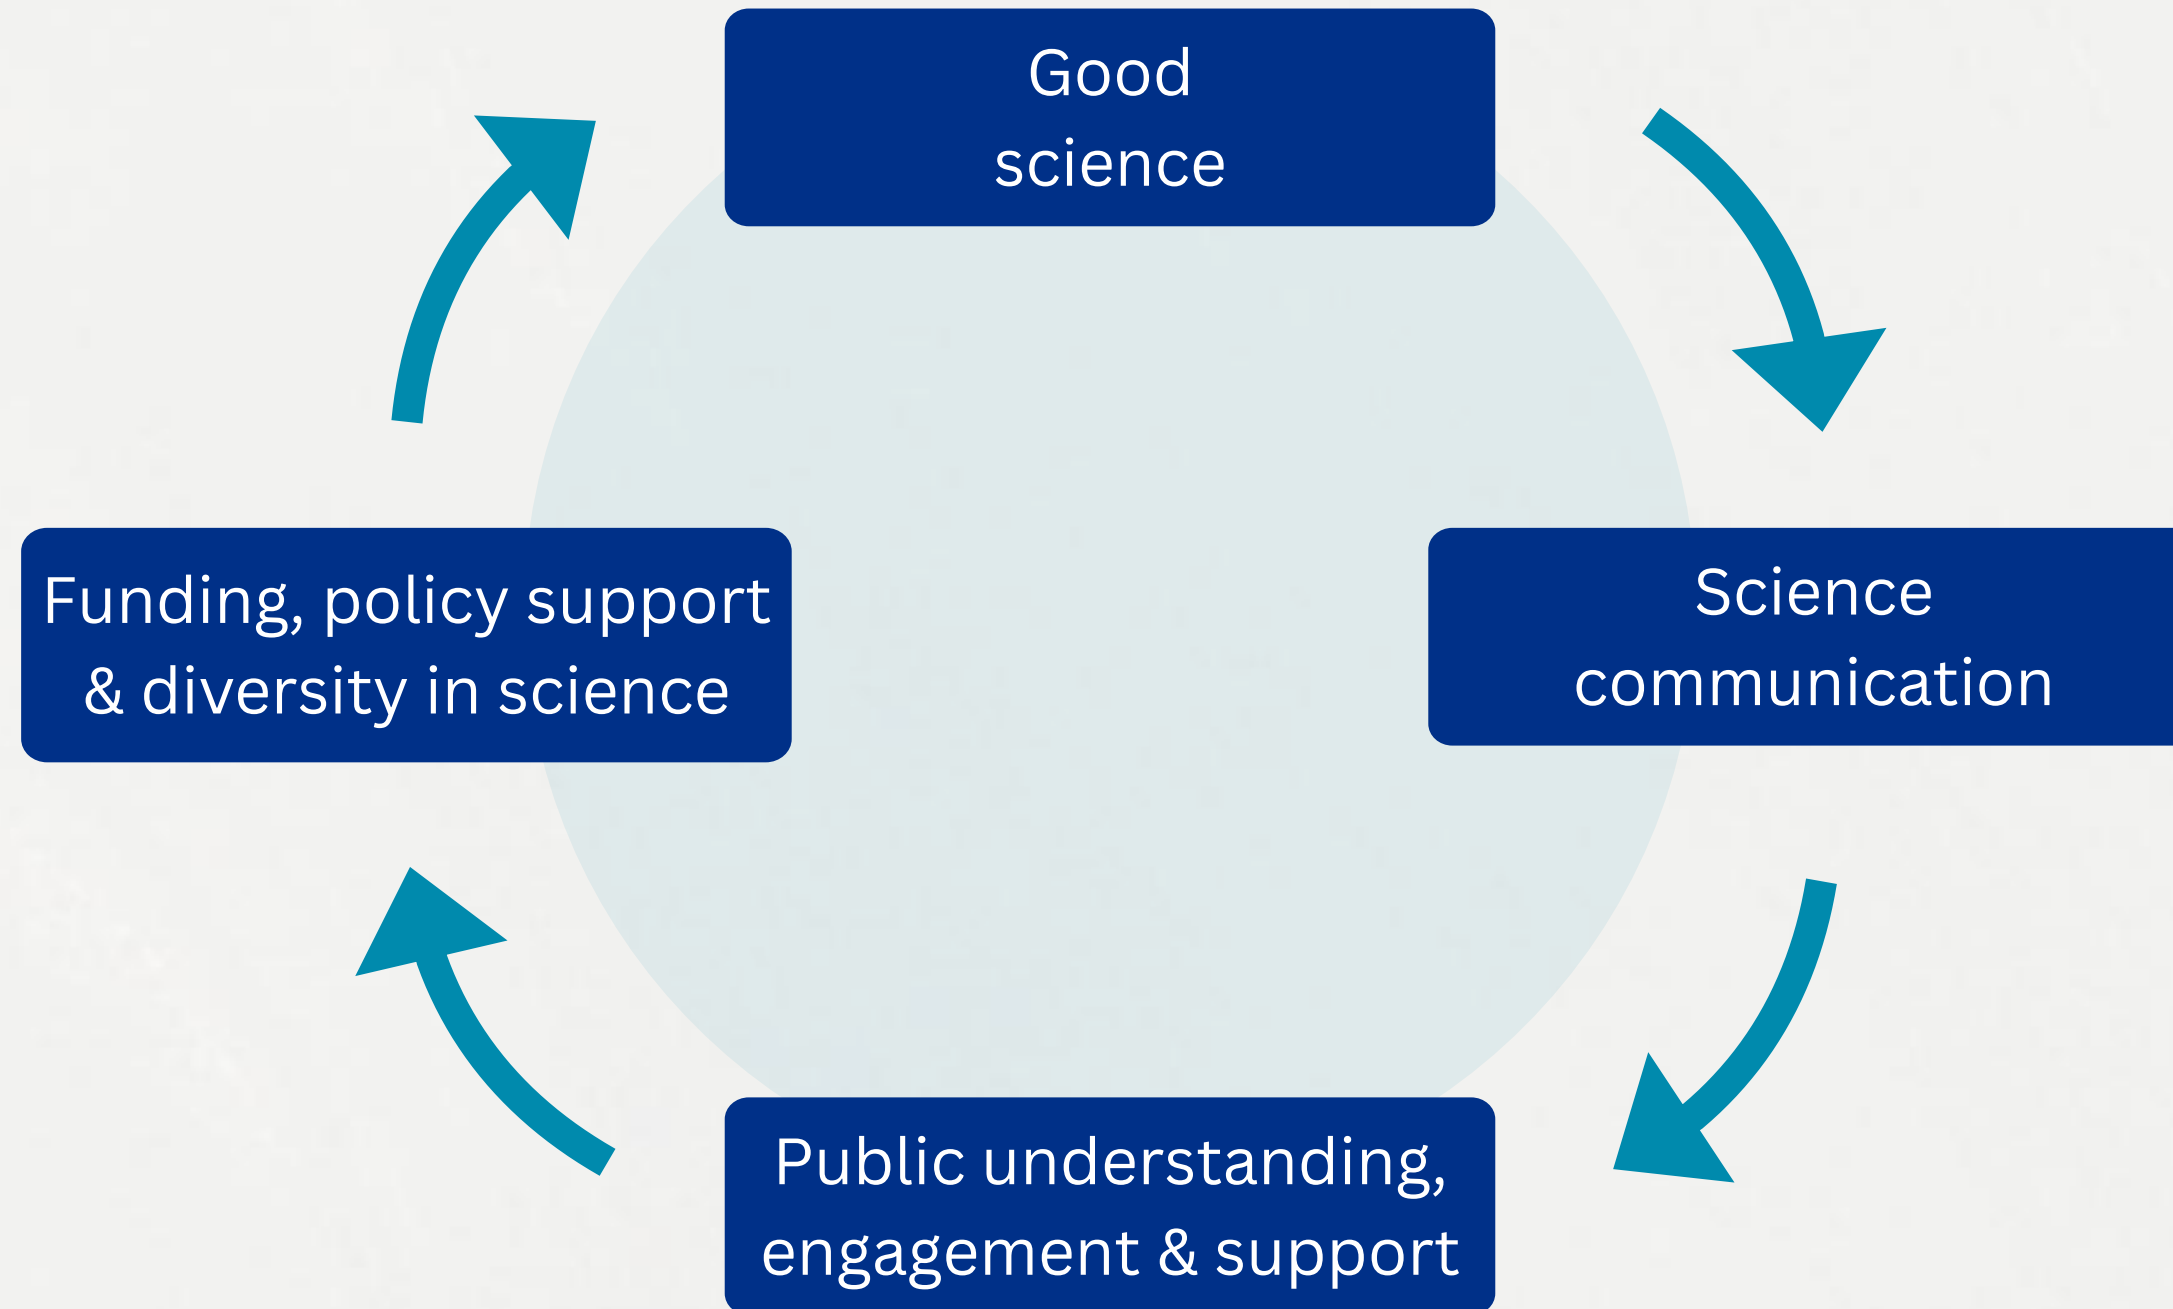 Good
science
Funding, policy support
& diversity in science
Science
communication
Public understanding,
engagement & support